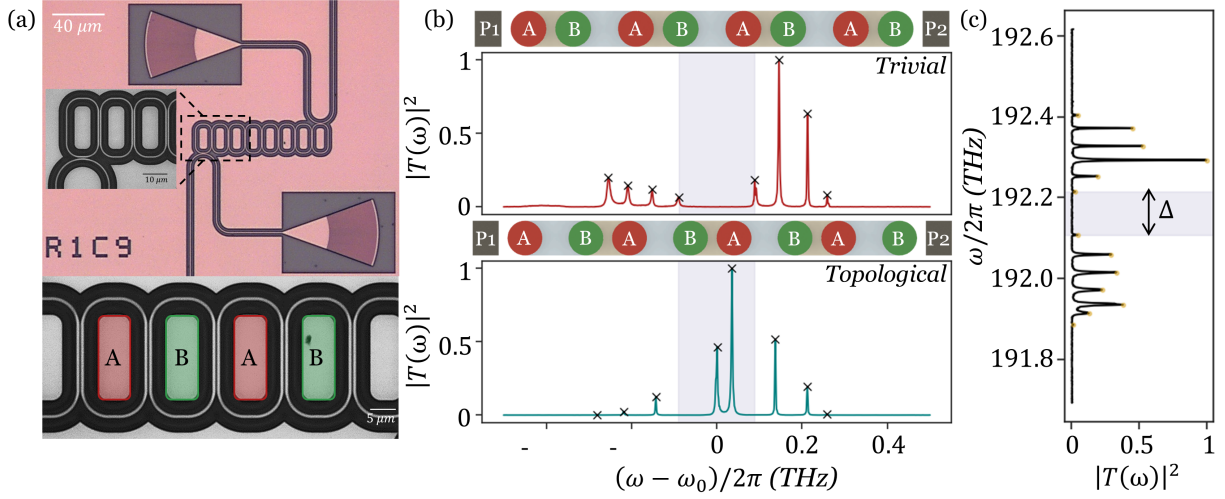 (a)
40 μm
10 μm
R1C9
A
B
A
B
5 μm
(b)
P1 A B A B A B A B P2
Trivial
1
0.5
0
|T(ω)|²
P1 A B A B A B A B P2
Topological
1
0.5
0
|T(ω)|²
- - 0 0.2 0.4
(ω − ω₀)/2π (THz)
(c)
192.6
192.4
192.2
192.0
191.8
ω/2π (THz)
Δ
0 0.5 1
|T(ω)|²